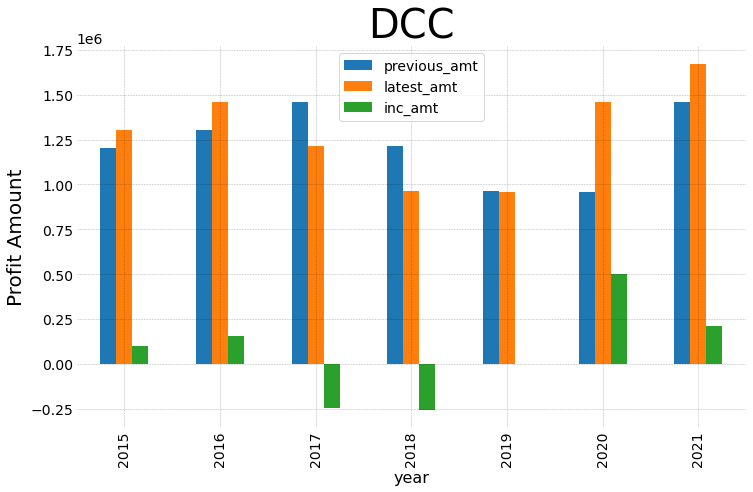 DCC
1e6
1.75
1.50
1.25
1.00
0.75
0.50
0.25
0.00
−0.25
Profit Amount
previous_amt
latest_amt
inc_amt
2015
2016
2017
2018
2019
2020
2021
year